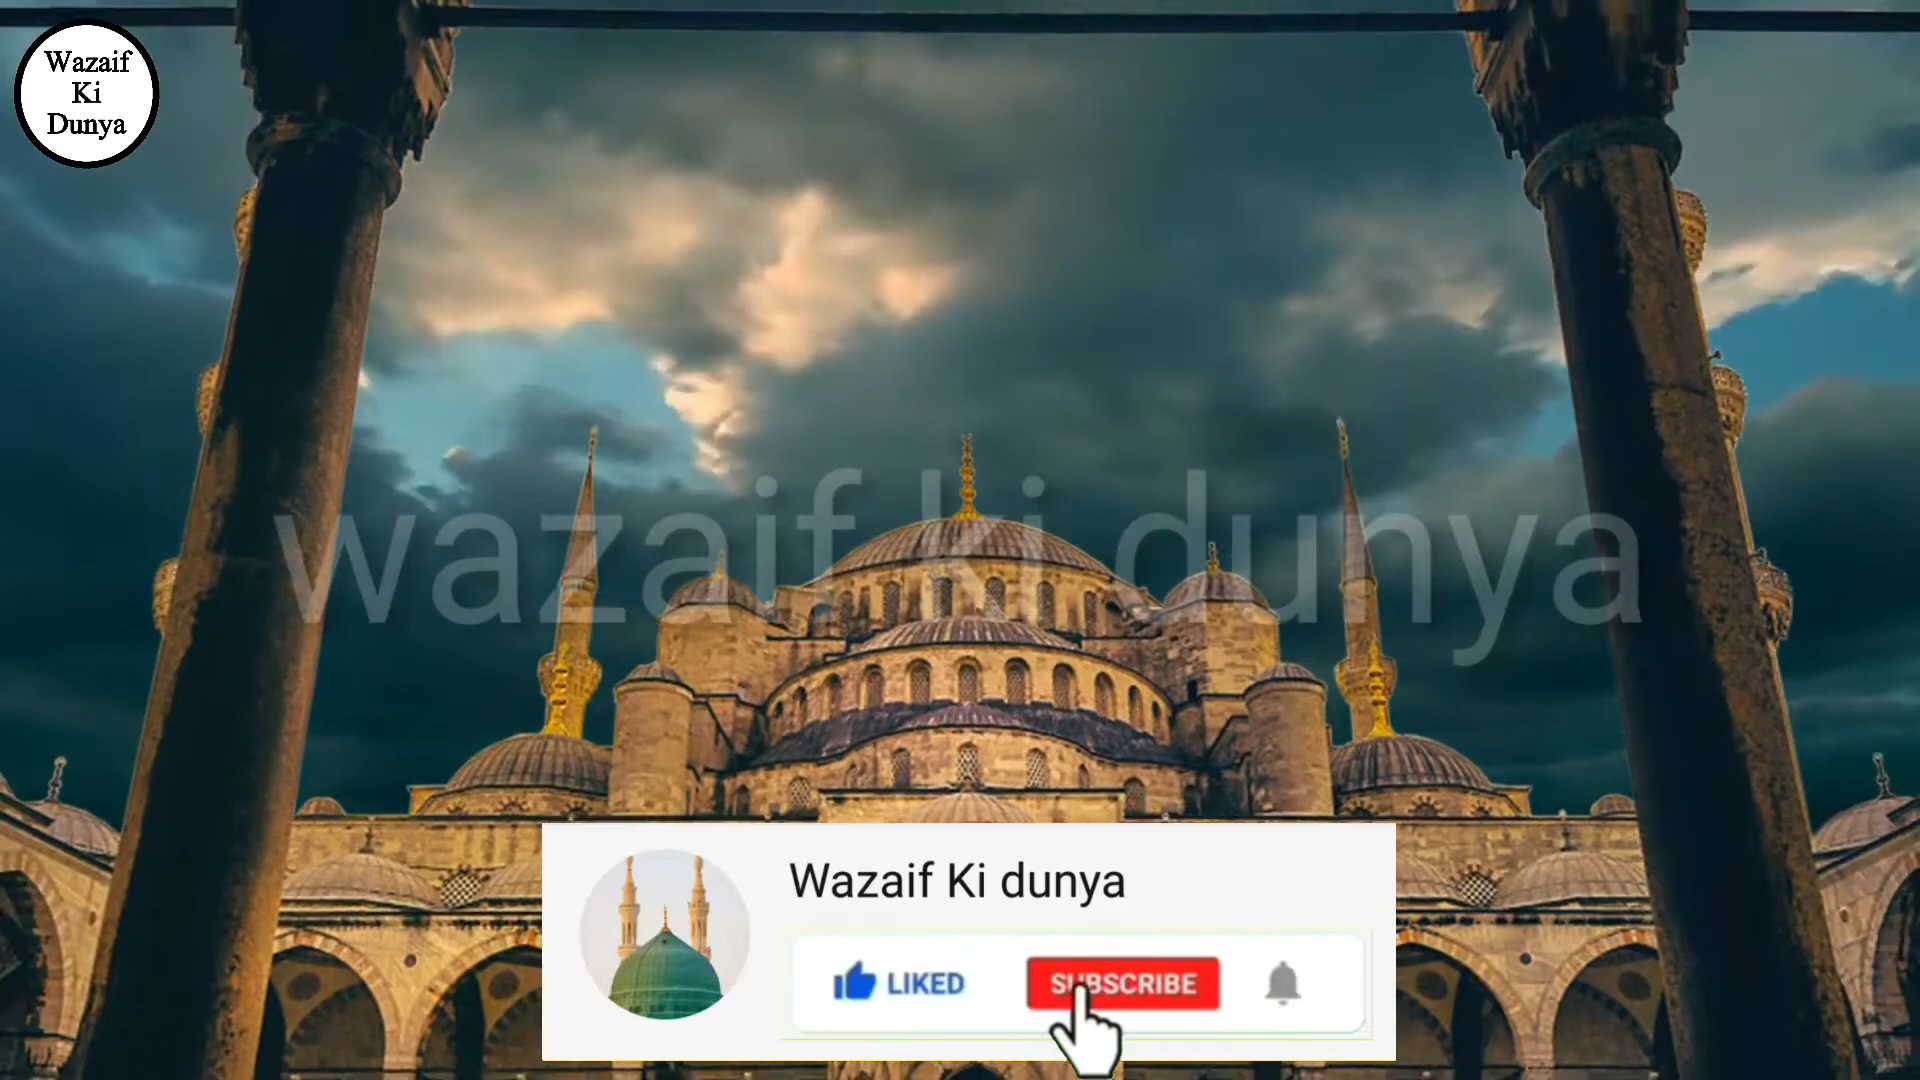 Wazaif
Ki
Dunya
wazaif ki dunya
Wazaif Ki dunya
LIKED
SUBSCRIBE